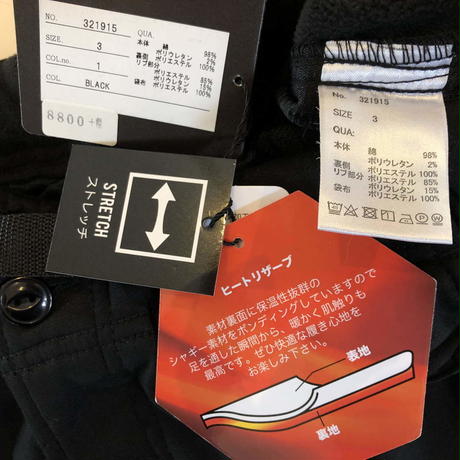 NO. 321915
SIZE 3
COL.no. 1
COL. BLACK
QUA.
本体 綿 98%
ポリウレタン 2%
裏側 ポリエステル 100%
リブ部分
ポリエステル 85%
ポリウレタン 15%
袋布 ポリエステル 100%
8800+税
STRETCH
ストレッチ
No. 321915
SIZE 3
QUA:
本体 綿 98%
ポリウレタン 2%
裏側 ポリエステル 100%
リブ部分 ポリエステル 85%
ポリウレタン 15%
袋布 ポリエステル 100%
ヒートリザーブ
素材裏面に保温性抜群の
シャギー素材をボンディングしていますので
足を通した瞬間から、暖かく肌触りも
最高です。ぜひ快適な履き心地を
お楽しみ下さい。
表地
裏地